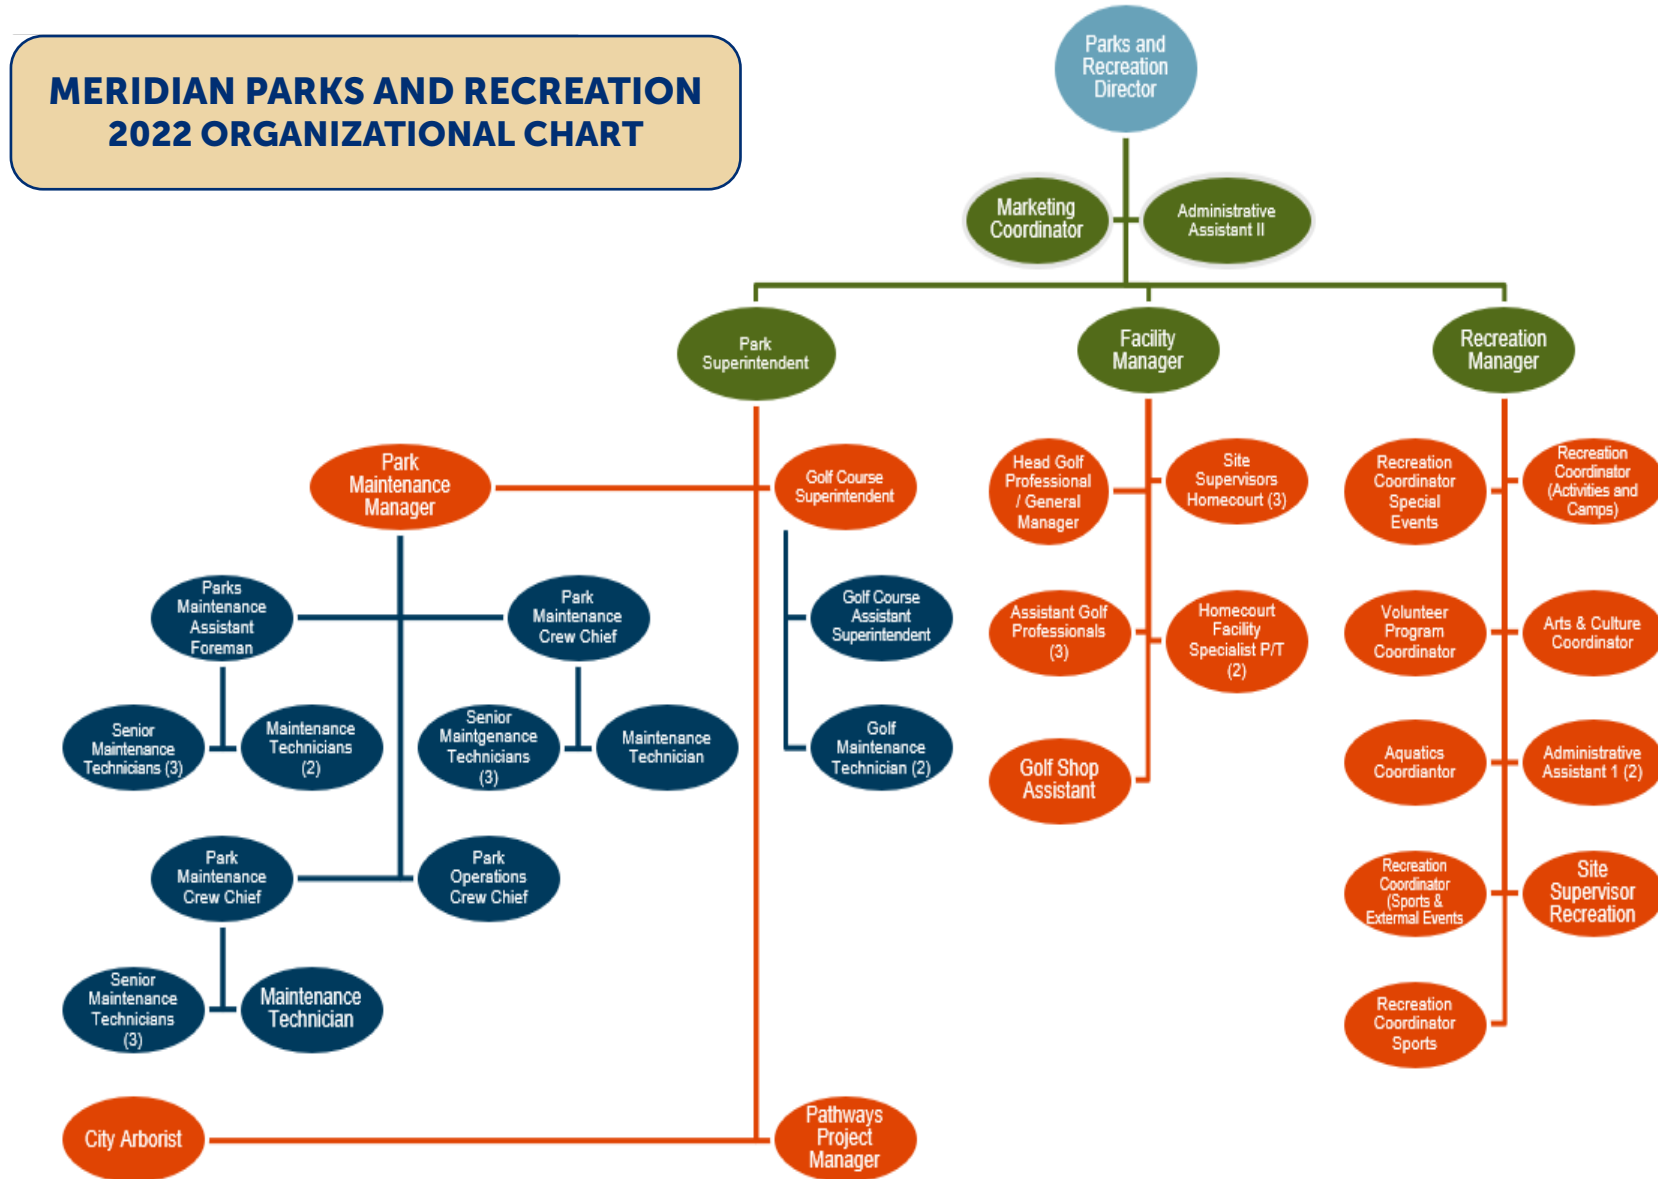 MERIDIAN PARKS AND RECREATION
2022 ORGANIZATIONAL CHART
Parks and
Recreation
Director
Marketing
Coordinator
Administrative
Assistant II
Park
Superintendent
Facility
Manager
Recreation
Manager
Park
Maintenance
Manager
Golf Course
Superintendent
Head Golf
Professional
/ General
Manager
Site
Supervisors
Homecourt (3)
Recreation
Coordinator
Special
Events
Recreation
Coordinator
(Activities and
Camps)
Parks
Maintenance
Assistant
Foreman
Park
Maintenance
Crew Chief
Golf Course
Assistant
Superintendent
Assistant Golf
Professionals
(3)
Homecourt
Facility
Specialist P/T
(2)
Volunteer
Program
Coordinator
Arts & Culture
Coordinator
Senior
Maintenance
Technicians (3)
Maintenance
Technicians
(2)
Senior
Maintgenance
Technicians
(3)
Maintenance
Technician
Golf
Maintenance
Technician (2)
Golf Shop
Assistant
Aquatics
Coordiantor
Administrative
Assistant 1 (2)
Park
Maintenance
Crew Chief
Park
Operations
Crew Chief
Recreation
Coordinator
(Sports &
Extermal Events
Site
Supervisor
Recreation
Senior
Maintenance
Technicians
(3)
Maintenance
Technician
Recreation
Coordinator
Sports
City Arborist
Pathways
Project
Manager